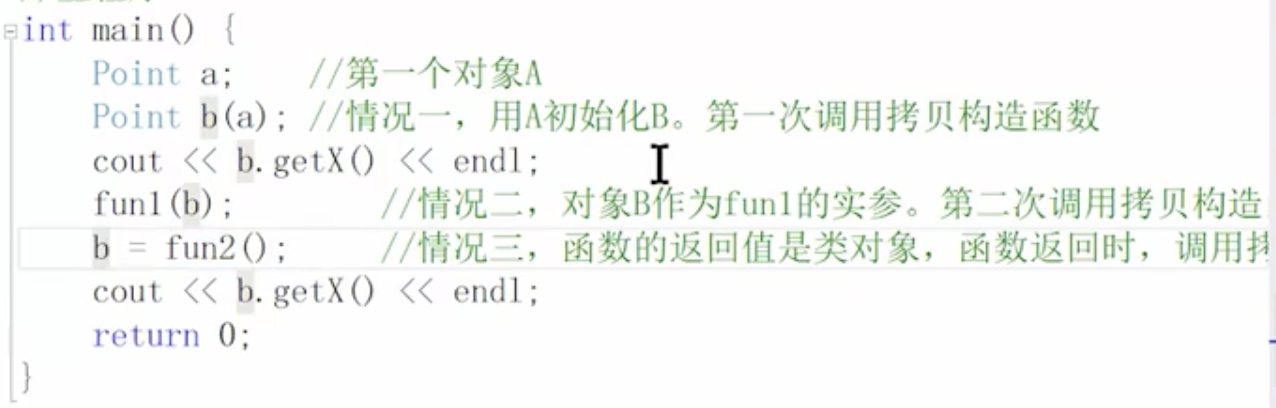 int main() {
Point a; //第一个对象A
Point b(a); //情况一，用A初始化B。第一次调用拷贝构造函数
cout << b.getX() << endl;
fun1(b); //情况二，对象B作为fun1的实参。第二次调用拷贝构造
b = fun2(); //情况三，函数的返回值是类对象，函数返回时，调用
cout << b.getX() << endl;
return 0;
}